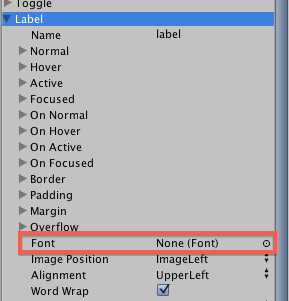 Toggle
Label
Name label
Normal
Hover
Active
Focused
On Normal
On Hover
On Active
On Focused
Border
Padding
Margin
Overflow
Font None (Font)
Image Position ImageLeft
Alignment UpperLeft
Word Wrap